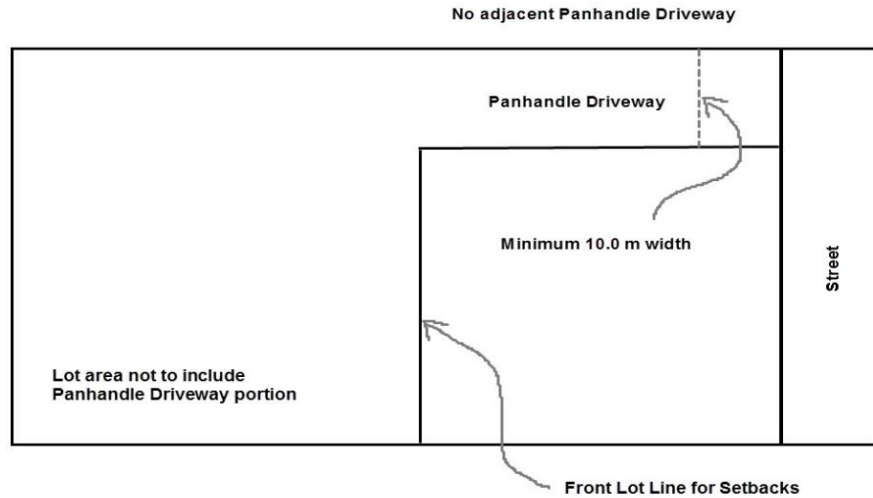 No adjacent Panhandle Driveway
Panhandle Driveway
Minimum 10.0 m width
Street
Lot area not to include
Panhandle Driveway portion
Front Lot Line for Setbacks